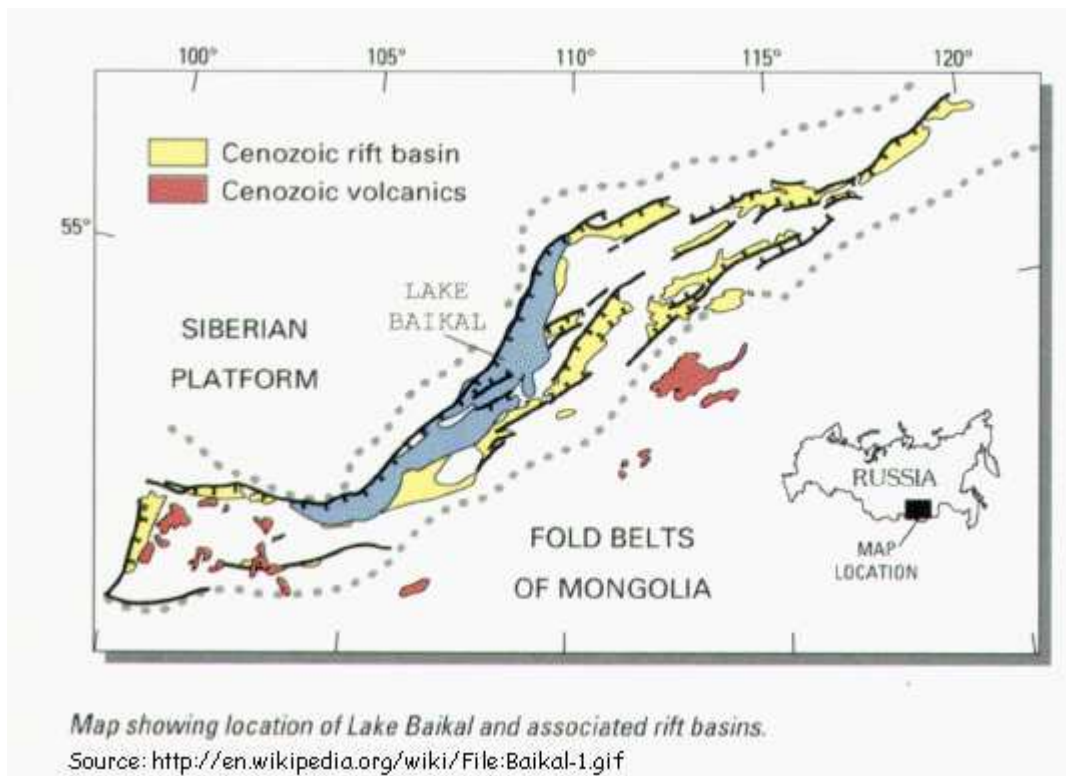 100° 105° 110° 115° 120°
Cenozoic rift basin
Cenozoic volcanics
55°
LAKE
BAIKAL
SIBERIAN
PLATFORM
RUSSIA
MAP
LOCATION
FOLD BELTS
OF MONGOLIA
Map showing location of Lake Baikal and associated rift basins.
Source: http://en.wikipedia.org/wiki/File:Baikal-1.gif